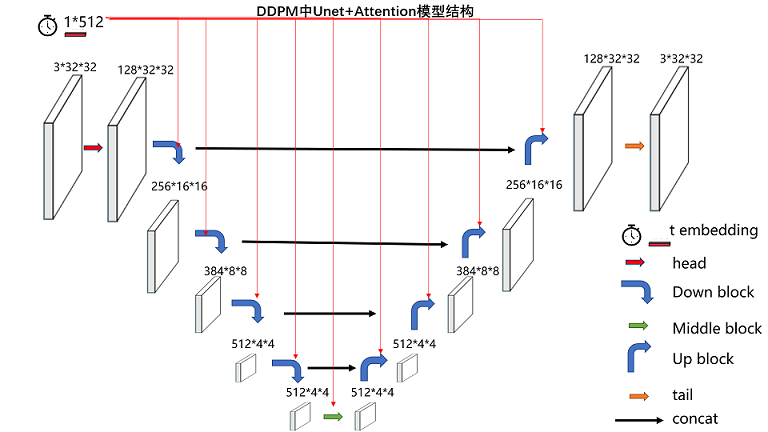 DDPM中Unet+Attention模型结构
1*512
3*32*32
128*32*32
128*32*32
3*32*32
256*16*16
256*16*16
384*8*8
384*8*8
512*4*4
512*4*4
512*4*4
512*4*4
t embedding
head
Down block
Middle block
Up block
tail
concat